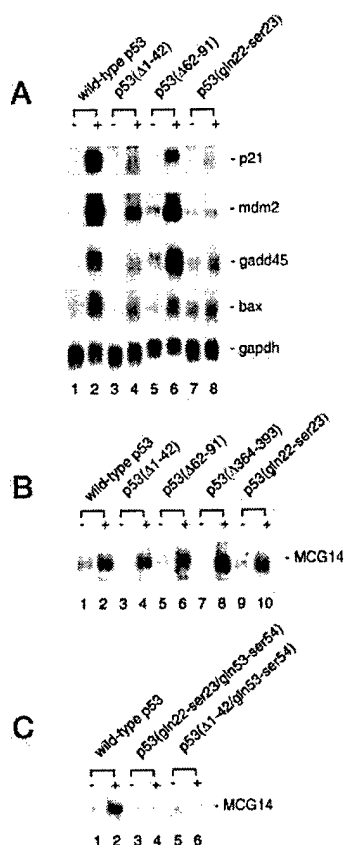 A
wild-type p53
p53(Δ1-42)
p53(Δ62-91)
p53(gln22-ser23)
- + - + - + - +
- p21
- mdm2
- gadd45
- bax
- gapdh
1 2 3 4 5 6 7 8
B
wild-type p53
p53(Δ1-42)
p53(Δ62-91)
p53(Δ364-393)
p53(gln22-ser23)
- + - + - + - + - +
- MCG14
1 2 3 4 5 6 7 8 9 10
C
wild-type p53
p53(gln22-ser23/gln53-ser54)
p53(Δ1-42/gln53-ser54)
- + - + - +
- MCG14
1 2 3 4 5 6